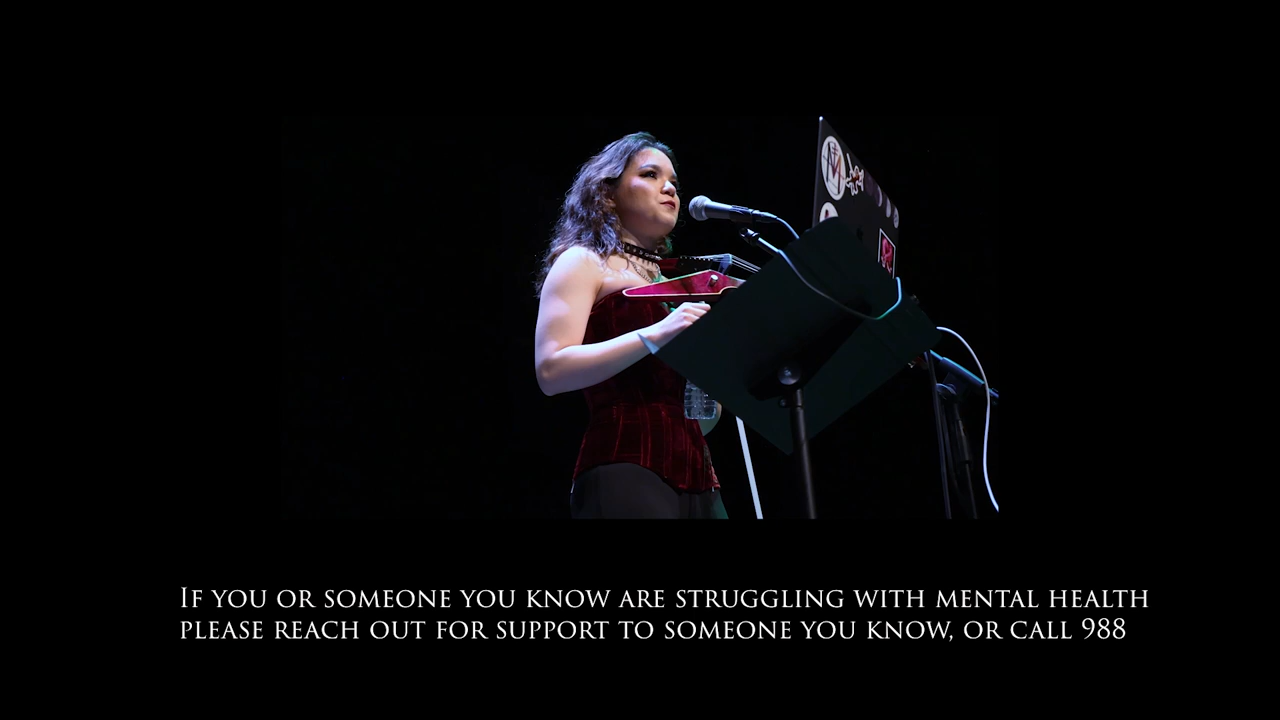 If you or someone you know are struggling with mental health
please reach out for support to someone you know, or call 988